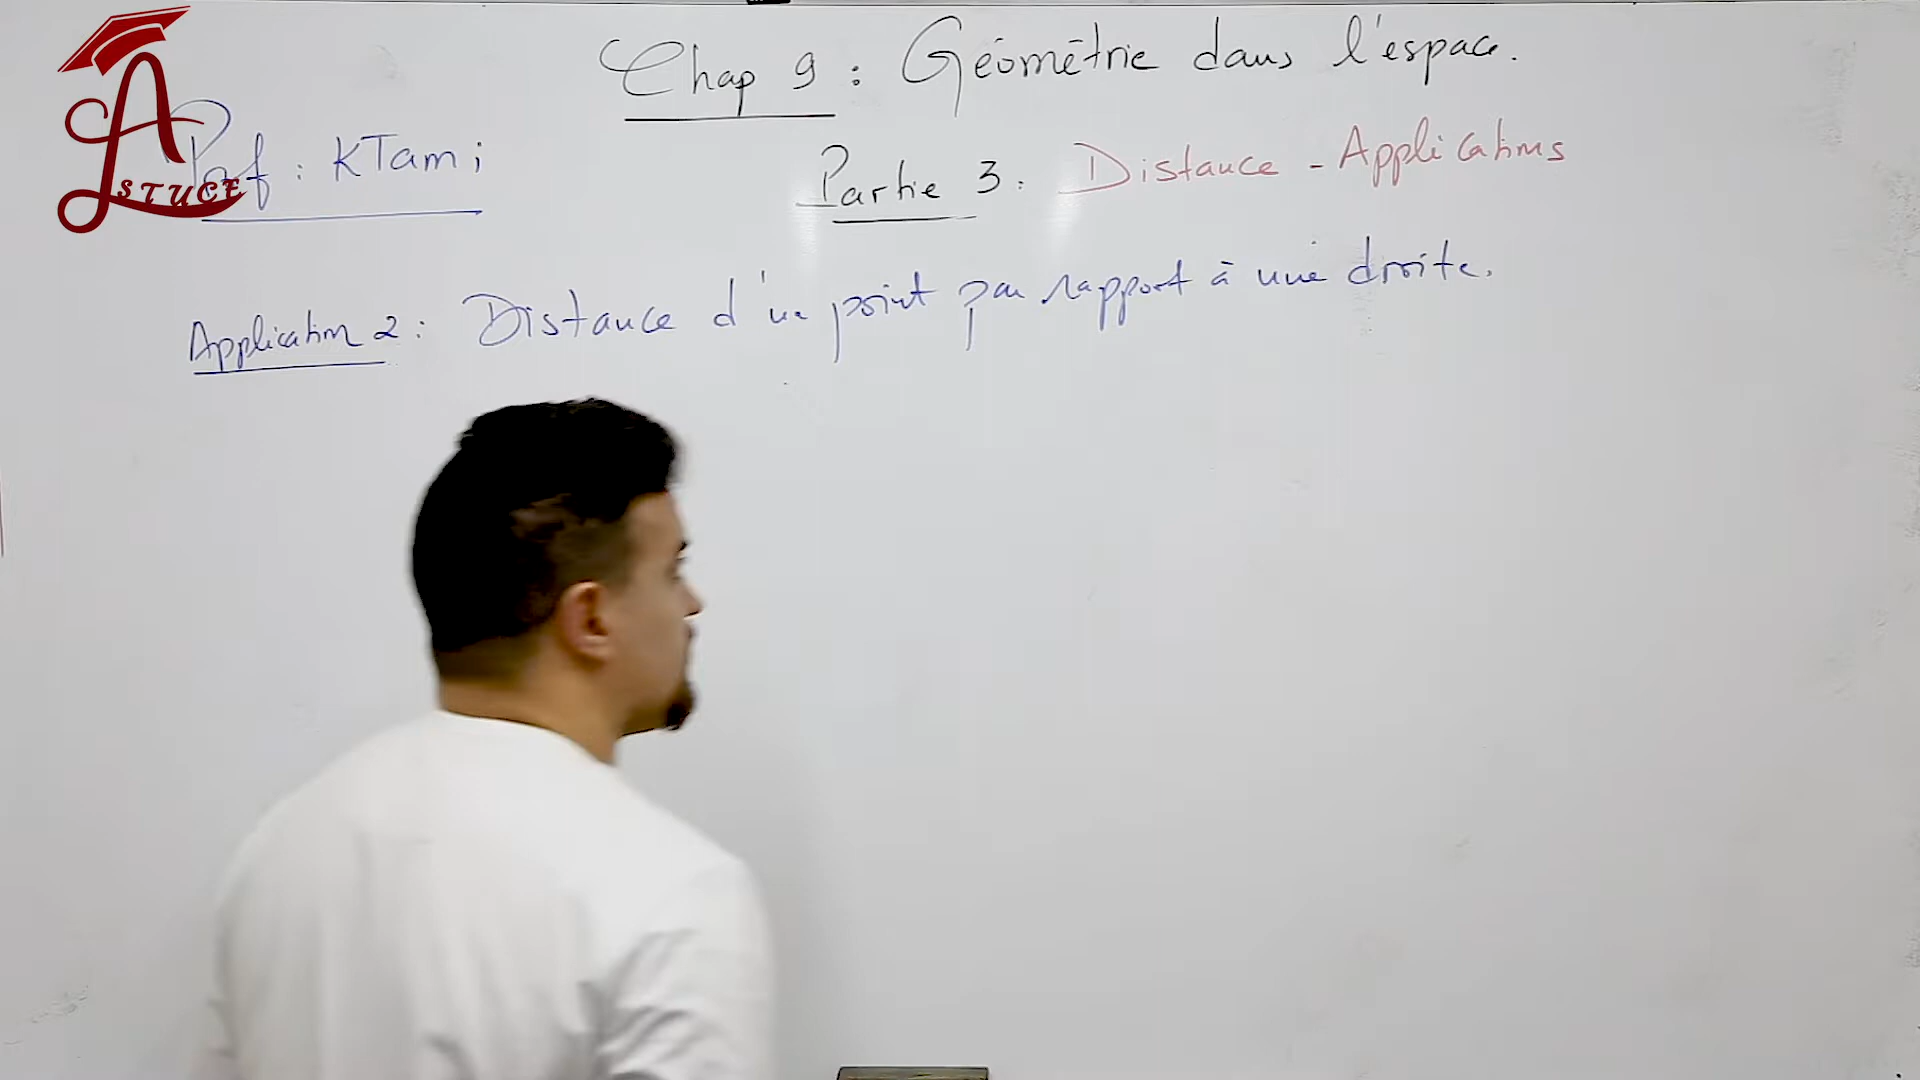 Chap 9 : Géométrie dans l'espace.
Prof : KTami
Partie 3 : Distance - Applications
Application 2 : Distance d'un point par rapport à une droite.
ASTUCE